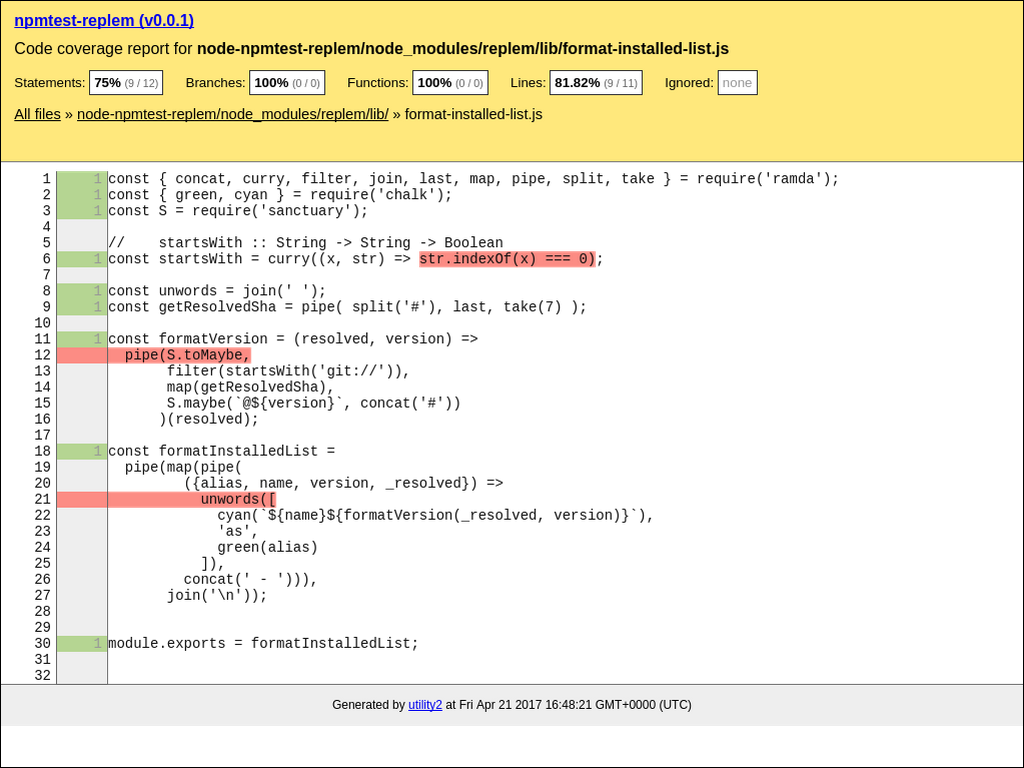 npmtest-replem (v0.0.1)
Code coverage report for node-npmtest-replem/node_modules/replem/lib/format-installed-list.js
Statements: 75% (9 / 12) Branches: 100% (0 / 0) Functions: 100% (0 / 0) Lines: 81.82% (9 / 11) Ignored: none
All files » node-npmtest-replem/node_modules/replem/lib/ » format-installed-list.js
1 1 const { concat, curry, filter, join, last, map, pipe, split, take } = require('ramda');
2 1 const { green, cyan } = require('chalk');
3 1 const S = require('sanctuary');
4
5 //    startsWith :: String -> String -> Boolean
6 1 const startsWith = curry((x, str) => str.indexOf(x) === 0);
7
8 1 const unwords = join(' ');
9 1 const getResolvedSha = pipe( split('#'), last, take(7) );
10
11 1 const formatVersion = (resolved, version) =>
12   pipe(S.toMaybe,
13        filter(startsWith('git://')),
14        map(getResolvedSha),
15        S.maybe(`@${version}`, concat('#'))
16       )(resolved);
17
18 1 const formatInstalledList =
19   pipe(map(pipe(
20          ({alias, name, version, _resolved}) =>
21            unwords([
22              cyan(`${name}${formatVersion(_resolved, version)}`),
23              'as',
24              green(alias)
25            ]),
26          concat(' - '))),
27        join('\n'));
28
29
30 1 module.exports = formatInstalledList;
31
32
Generated by utility2 at Fri Apr 21 2017 16:48:21 GMT+0000 (UTC)